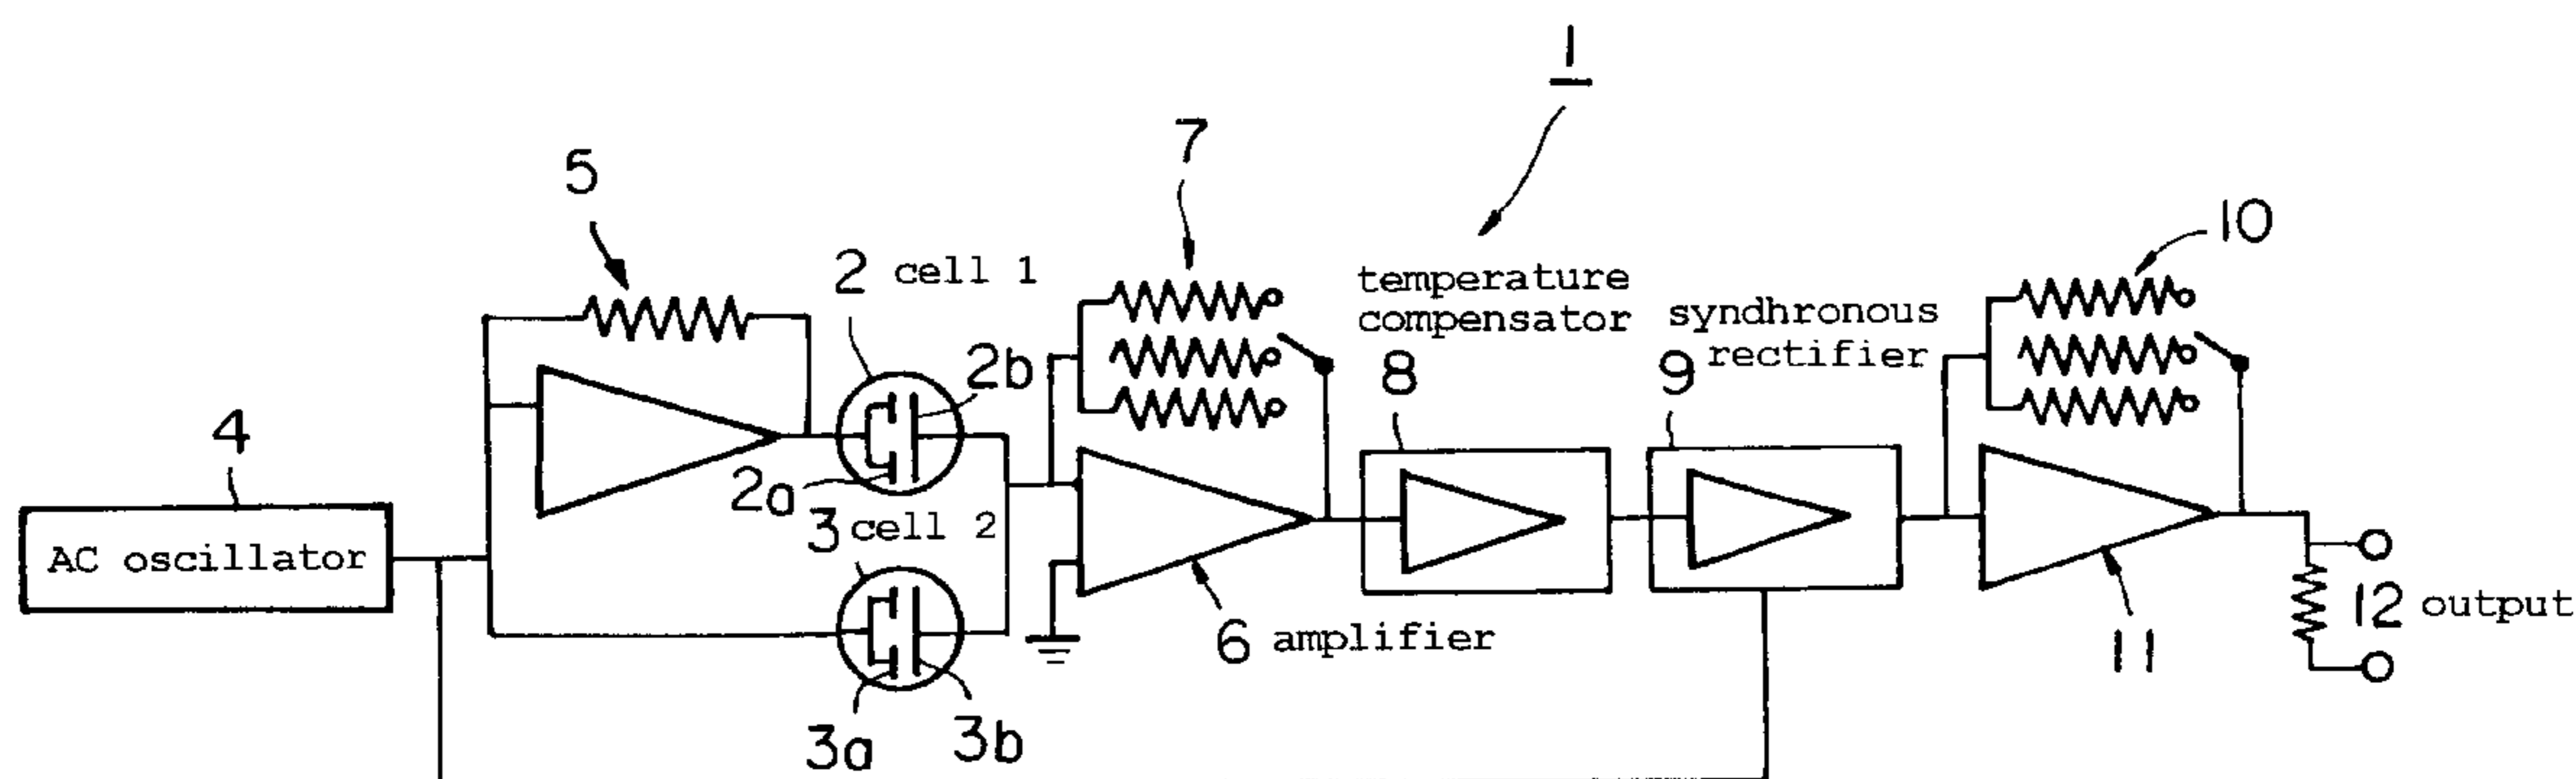 1
7
5
10
2 cell 1
temperature
compensator
8
syndhronous
rectifier
9
2b
4
2a
3 cell 2
AC oscillator
12 output
6 amplifier
11
3a
3b